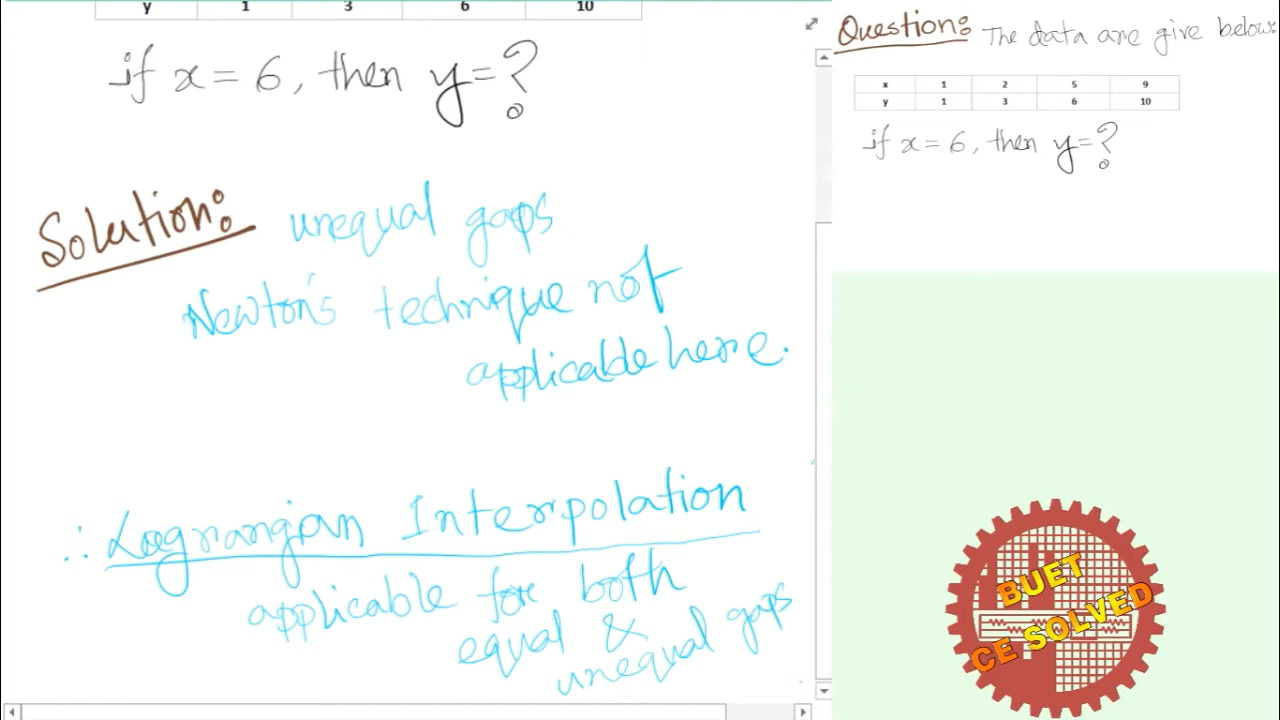 y 1 3 6 10
if x = 6, then y = ?
Solution: unequal gaps
Newton's technique not
applicable here.
∴ Lagrangian Interpolation
applicable for both
equal &
unequal gaps
Question: The data are give below:
x 1 2 5 9
y 1 3 6 10
if x = 6, then y = ?
BUET
CE SOLVED